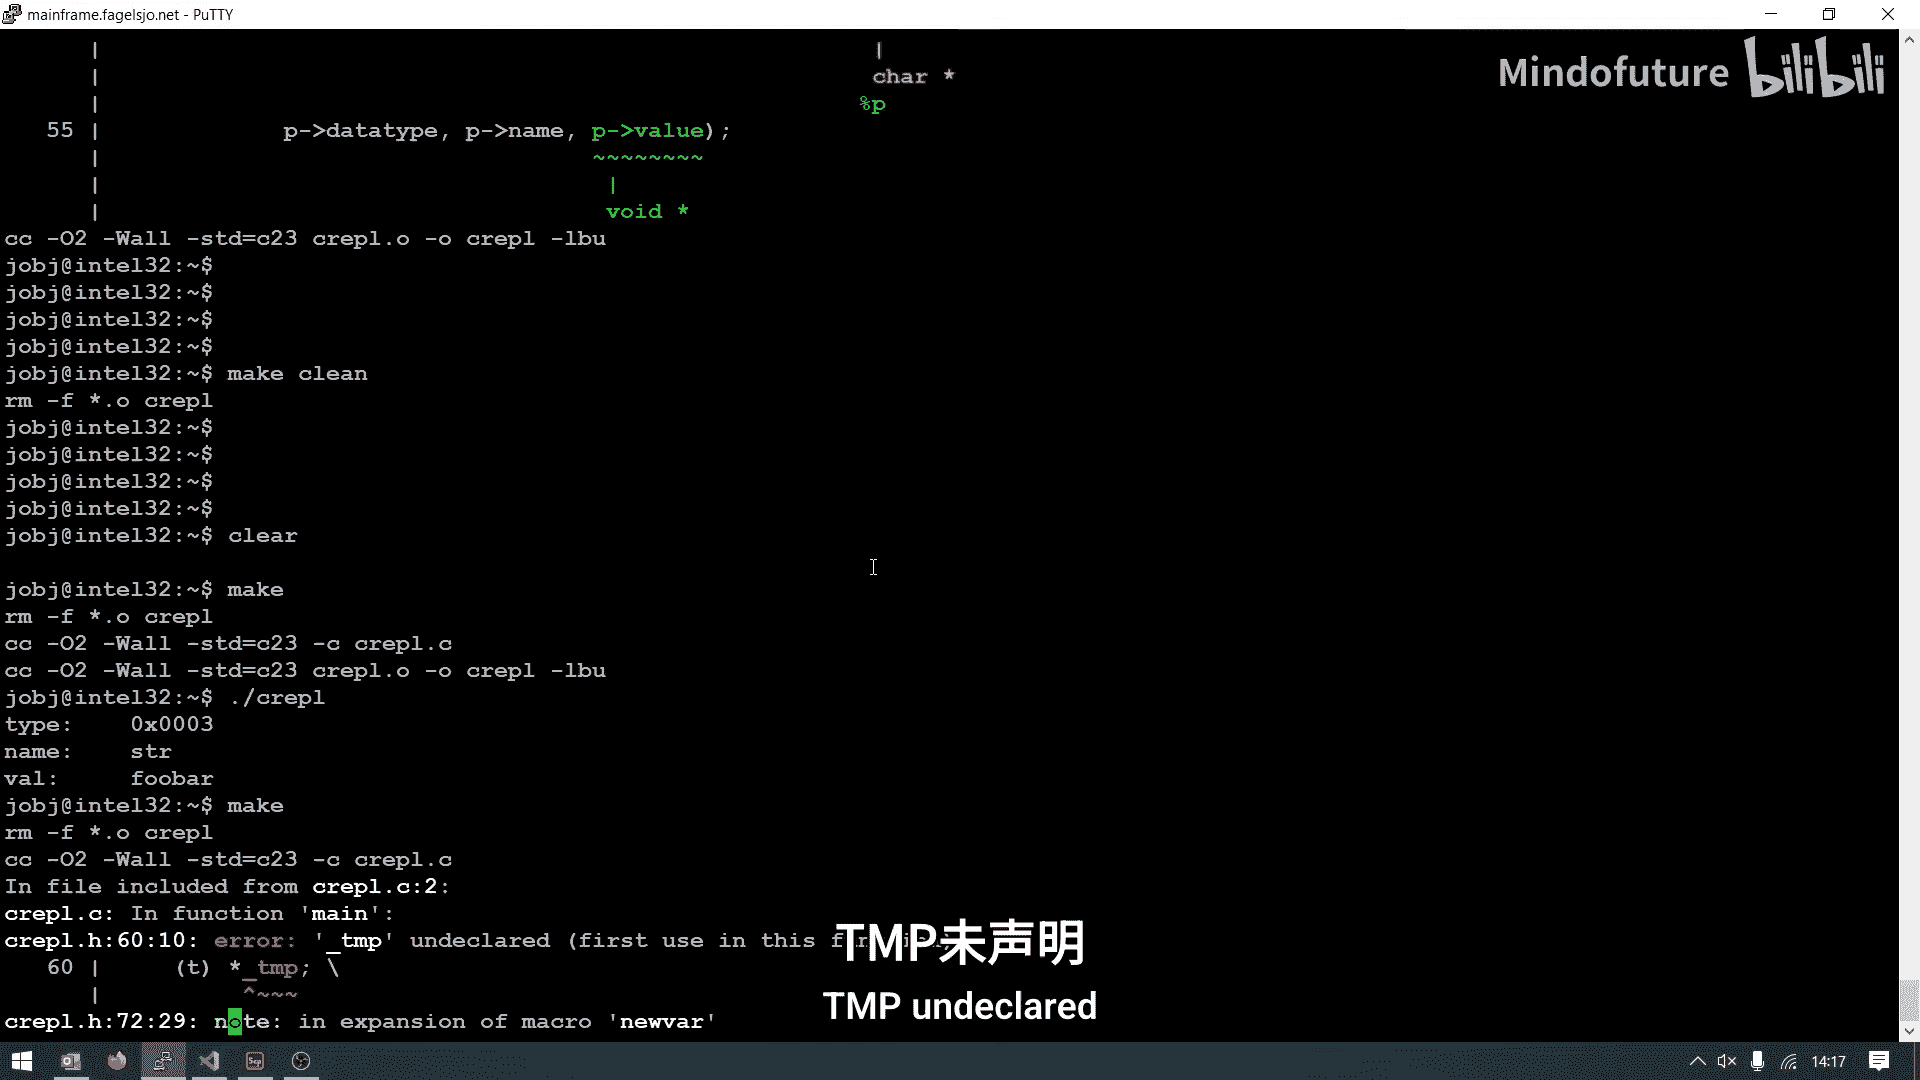 mainframe.fagelsjo.net - PuTTY
Mindofuture bilibili
|                                                       |
|                                                       char *
|                                                      %p
55 |             p->datatype, p->name, p->value);
|                                   ~~~~~~~~
|                                    |
|                                    void *
cc -O2 -Wall -std=c23 crepl.o -o crepl -lbu
jobj@intel32:~$
jobj@intel32:~$
jobj@intel32:~$
jobj@intel32:~$
jobj@intel32:~$ make clean
rm -f *.o crepl
jobj@intel32:~$
jobj@intel32:~$
jobj@intel32:~$
jobj@intel32:~$
jobj@intel32:~$ clear
jobj@intel32:~$ make
rm -f *.o crepl
cc -O2 -Wall -std=c23 -c crepl.c
cc -O2 -Wall -std=c23 crepl.o -o crepl -lbu
jobj@intel32:~$ ./crepl
type:    0x0003
name:    str
val:     foobar
jobj@intel32:~$ make
rm -f *.o crepl
cc -O2 -Wall -std=c23 -c crepl.c
In file included from crepl.c:2:
crepl.c: In function 'main':
crepl.h:60:10: error: '_tmp' undeclared (first use in this
60 |     (t) *_tmp; \
|          ^~~~
crepl.h:72:29: note: in expansion of macro 'newvar'
TMP未声明
TMP undeclared
14:17